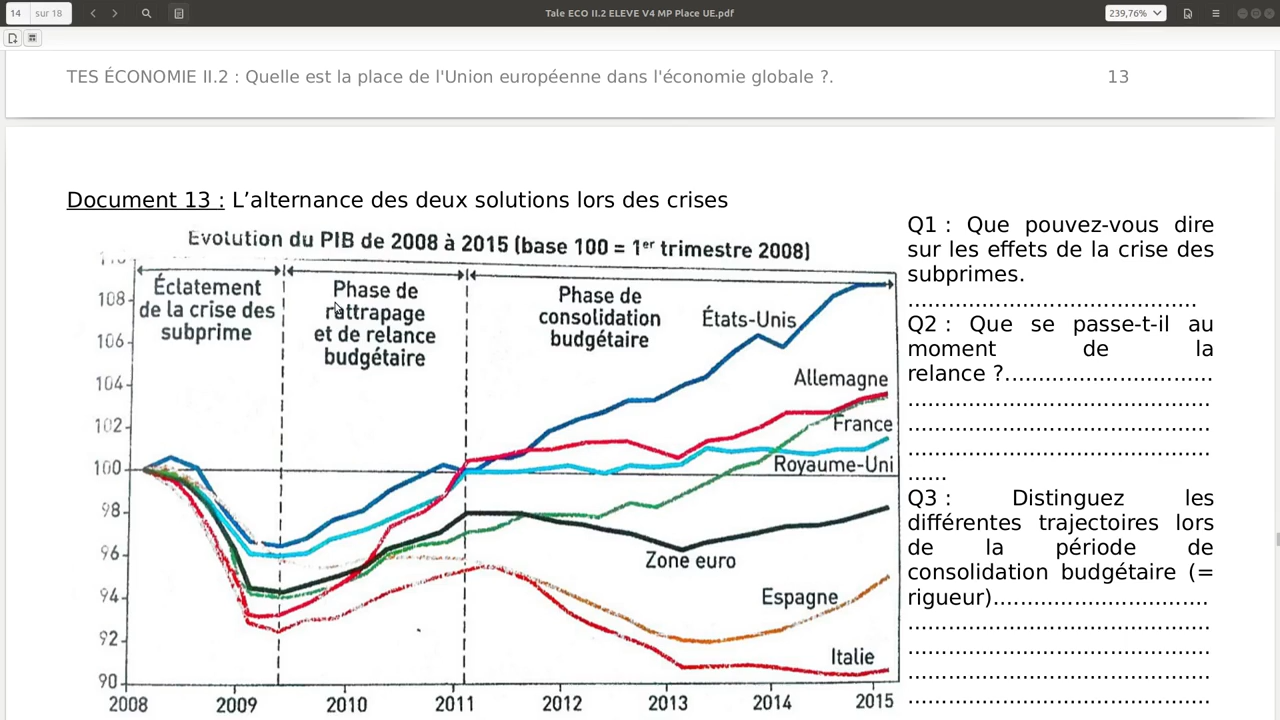 14 sur 18
Tale ECO II.2 ELEVE V4 MP Place UE.pdf
239,76%
TES ÉCONOMIE II.2 : Quelle est la place de l'Union européenne dans l'économie globale ?.
13
Document 13 : L’alternance des deux solutions lors des crises
Evolution du PIB de 2008 à 2015 (base 100 = 1er trimestre 2008)
Éclatement
de la crise des
subprime
Phase de
rattrapage
et de relance
budgétaire
Phase de
consolidation
budgétaire
États-Unis
Allemagne
France
Royaume-Uni
Zone euro
Espagne
Italie
110
108
106
104
102
100
98
96
94
92
90
2008 2009 2010 2011 2012 2013 2014 2015
Q1 : Que pouvez-vous dire
sur les effets de la crise des
subprimes.
.......................................
Q2 : Que se passe-t-il au
moment de la
relance ?...............................
.............................................
.............................................
.............................................
......
Q3 : Distinguez les
différentes trajectoires lors
de la période de
consolidation budgétaire (=
rigueur)................................
.............................................
.............................................
.............................................
.............................................